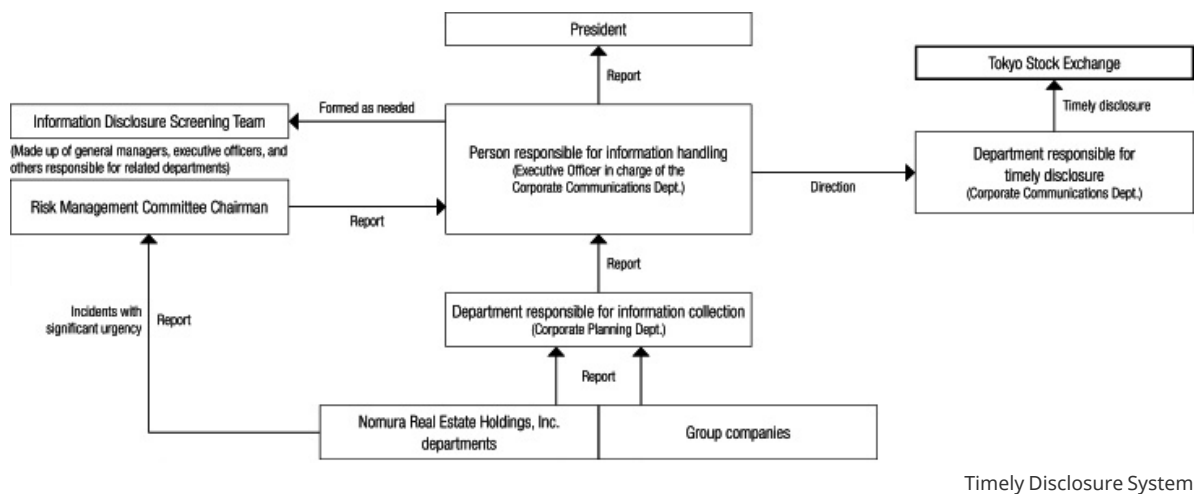 President
Report
Tokyo Stock Exchange
Formed as needed
Timely disclosure
Information Disclosure Screening Team
(Made up of general managers, executive officers, and
others responsible for related departments)
Person responsible for information handling
(Executive Officer in charge of the
Corporate Communications Dept.)
Direction
Department responsible for
timely disclosure
(Corporate Communications Dept.)
Risk Management Committee Chairman
Report
Report
Incidents with
significant urgency
Report
Department responsible for information collection
(Corporate Planning Dept.)
Report
Nomura Real Estate Holdings, Inc.
departments
Group companies
Timely Disclosure System